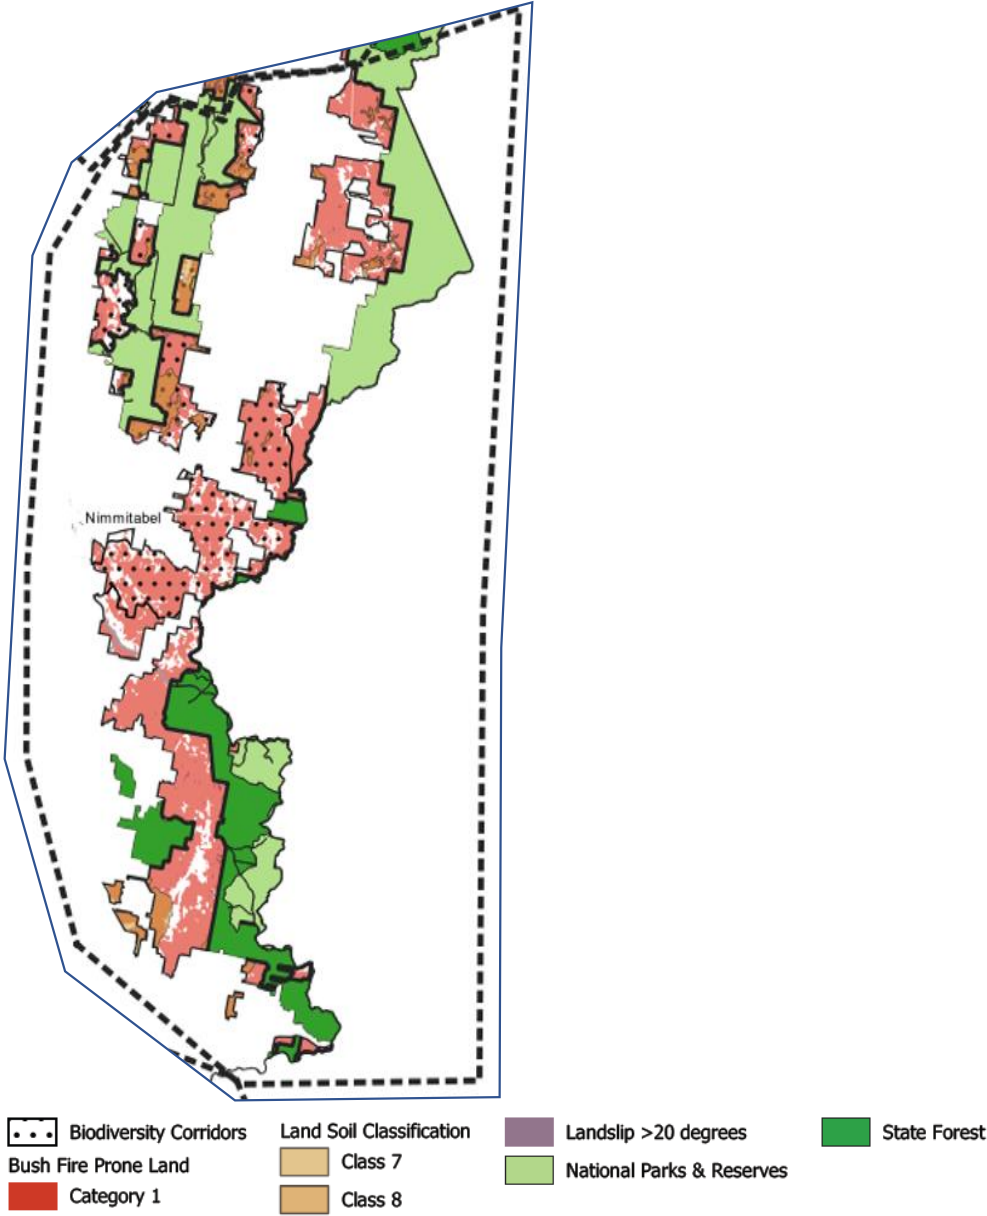 Nimmitabel
Biodiversity Corridors
Bush Fire Prone Land
Category 1
Land Soil Classification
Class 7
Class 8
Landslip >20 degrees
National Parks & Reserves
State Forest